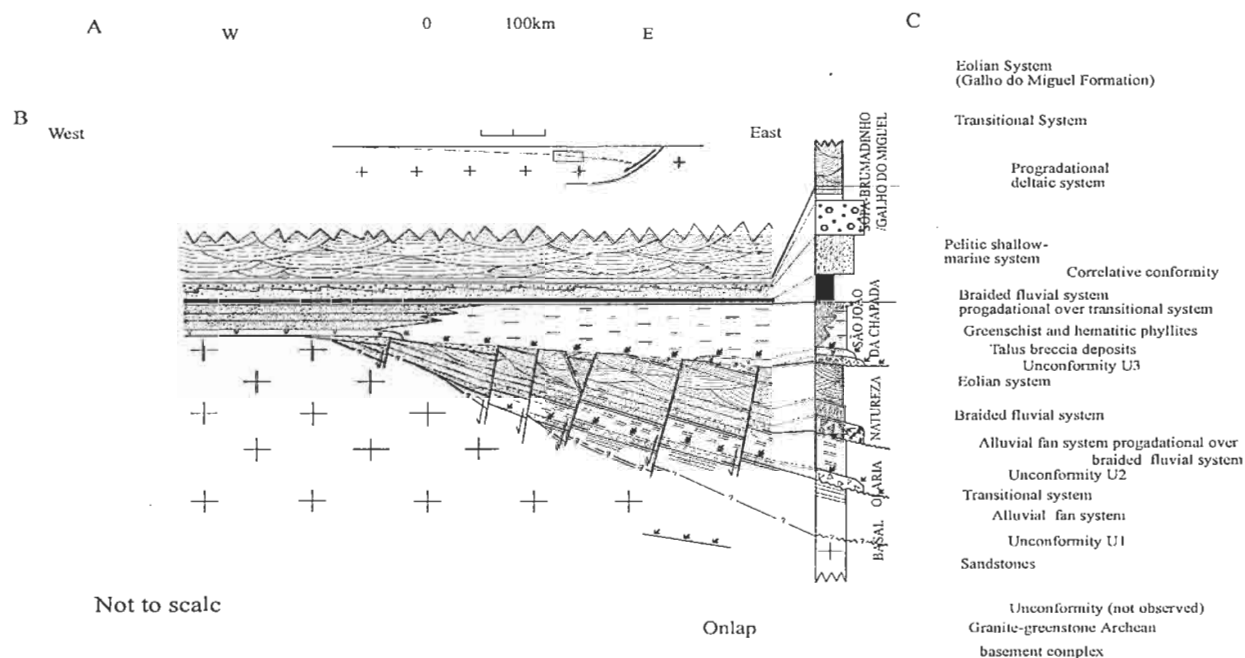 A
W
0
100km
E
C
B
West
East
Eolian System
(Galho do Miguel Formation)
Transitional System
Progradational
deltaic system
Pelitic shallow-
marine system
Correlative conformity
Braided fluvial system
progadational over transitional system
Greenschist and hematitic phyllites
Talus breccia deposits
Unconformity U3
Eolian system
Braided fluvial system
Alluvial fan system progadational over
braided fluvial system
Unconformity U2
Transitional system
Alluvial fan system
Unconformity U1
Sandstones
Unconformity (not observed)
Granite-greenstone Archean
basement complex
SOPA-BRUMADINHO
/GALHO DO MIGUEL
SÃO JOÃO
DA CHAPADA
NATUREZA
OLARIA
BASAL
? ? ? ? ? ?
Not to scale
Onlap